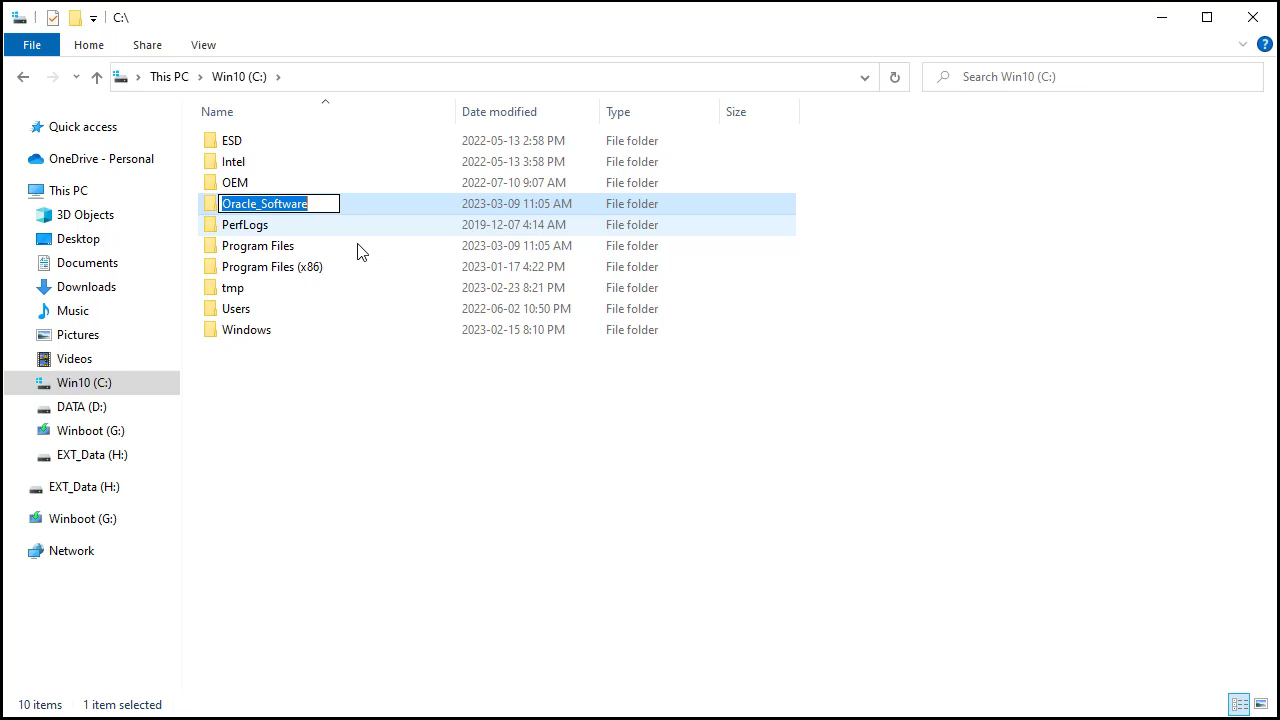 C:\
File Home Share View
This PC Win10 (C:) Search Win10 (C:)
Name Date modified Type Size
Quick access
OneDrive - Personal
This PC
3D Objects
Desktop
Documents
Downloads
Music
Pictures
Videos
Win10 (C:)
DATA (D:)
Winboot (G:)
EXT_Data (H:)
EXT_Data (H:)
Winboot (G:)
Network
ESD 2022-05-13 2:58 PM File folder
Intel 2022-05-13 3:58 PM File folder
OEM 2022-07-10 9:07 AM File folder
Oracle_Software 2023-03-09 11:05 AM File folder
PerfLogs 2019-12-07 4:14 AM File folder
Program Files 2023-03-09 11:05 AM File folder
Program Files (x86) 2023-01-17 4:22 PM File folder
tmp 2023-02-23 8:21 PM File folder
Users 2022-06-02 10:50 PM File folder
Windows 2023-02-15 8:10 PM File folder
10 items 1 item selected